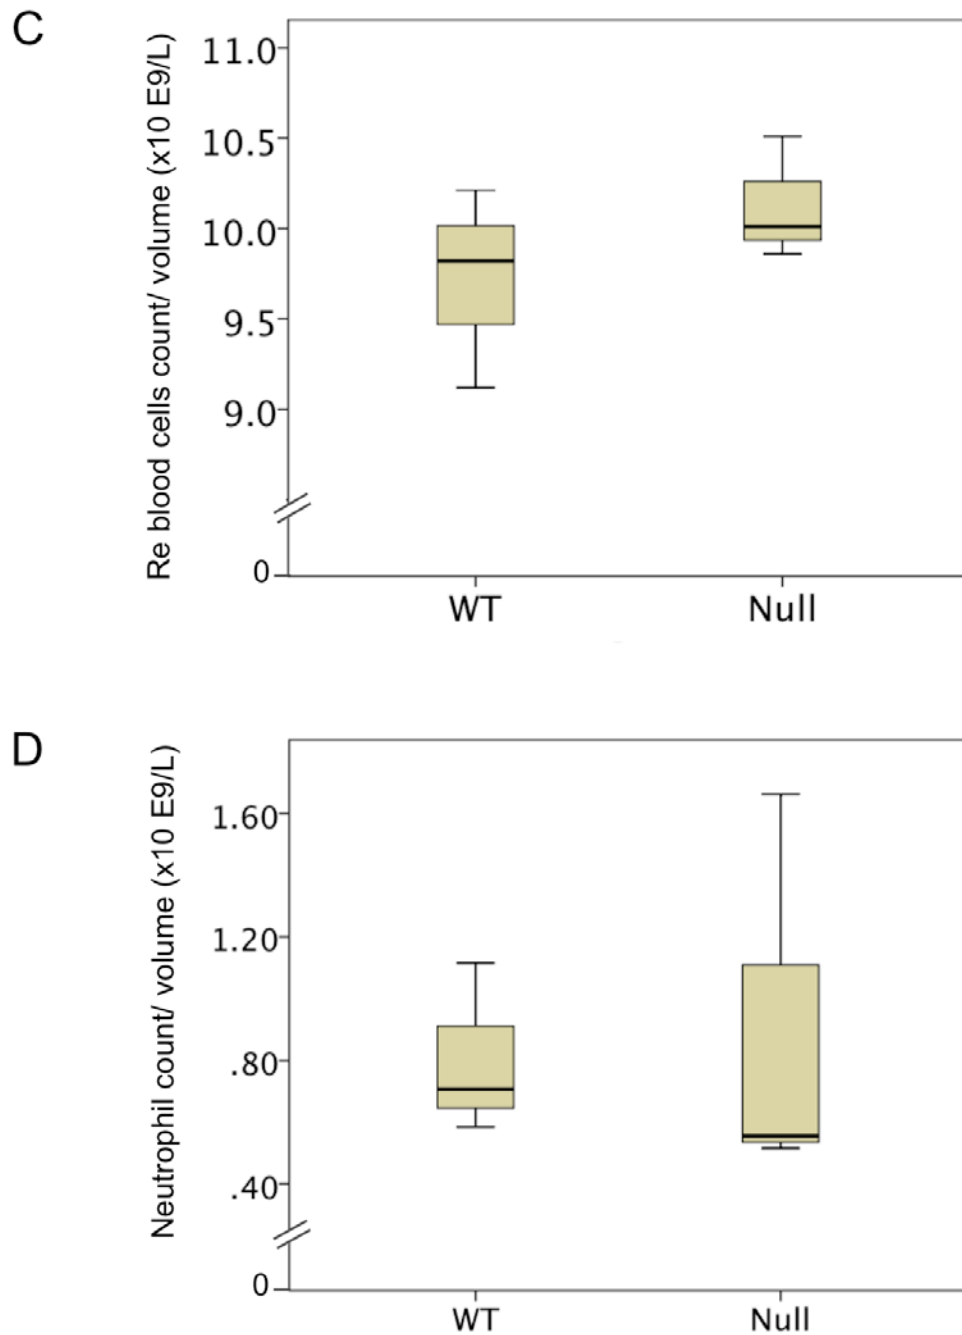 C
Re blood cells count/ volume (x10 E9/L)
11.0
10.5
10.0
9.5
9.0
0
WT Null
D
Neutrophil count/ volume (x10 E9/L)
1.60
1.20
.80
.40
0
WT Null